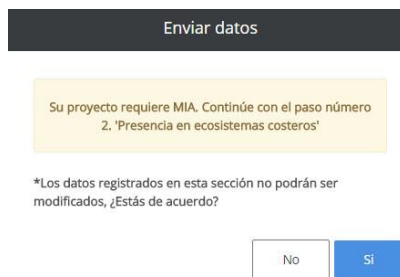 Enviar datos
Su proyecto requiere MIA. Continúe con el paso número
2. 'Presencia en ecosistemas costeros'
*Los datos registrados en esta sección no podrán ser
modificados, ¿Estás de acuerdo?
No
Si